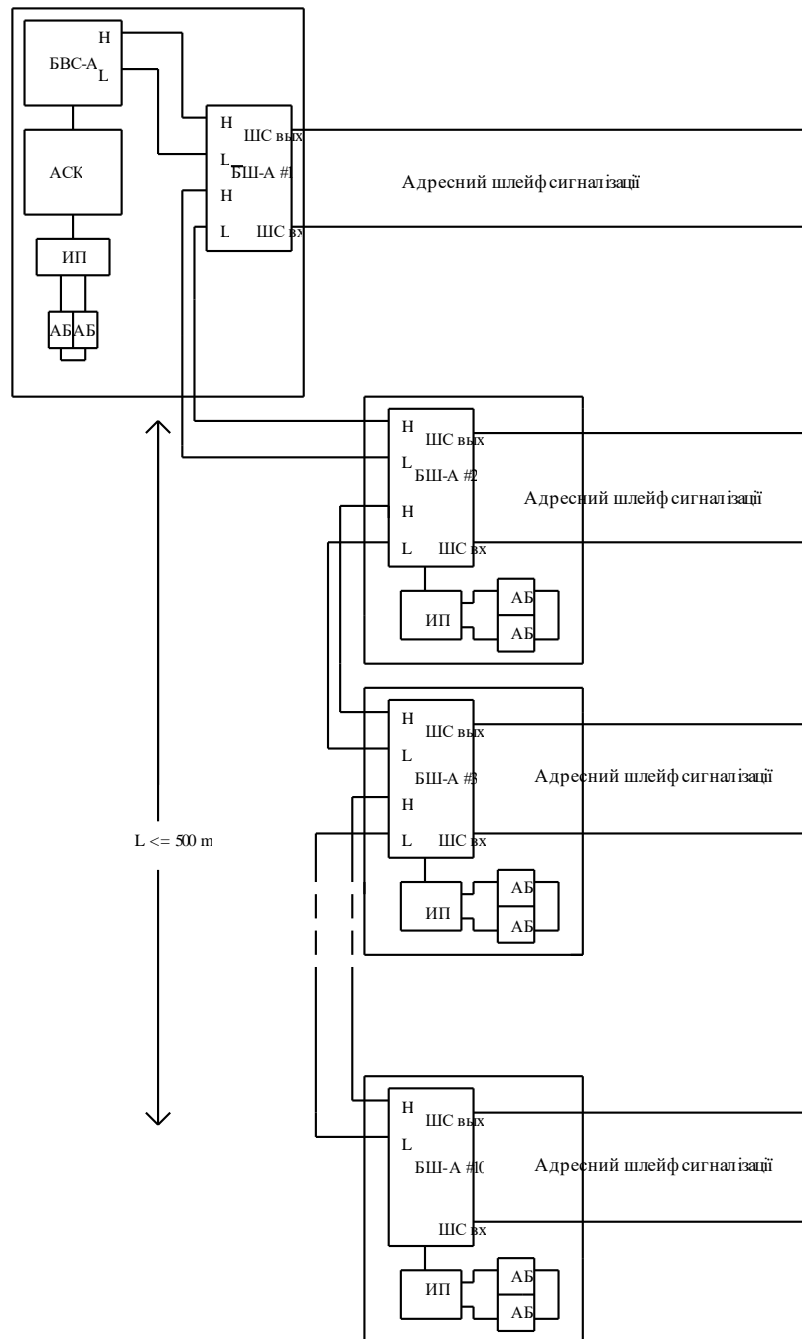 H
БВС-А
L
H
ШС вых
АСК
L
БШ-А #1
Адресний шлейф сигналізації
H
L
ШС вх
ИП
АБ АБ
H
ШС вых
L
БШ-А #2
Адресний шлейф сигналізації
H
L
ШС вх
ИП
АБ
АБ
H
ШС вых
L
БШ-А #3
Адресний шлейф сигналізації
H
L <= 500 m
L
ШС вх
ИП
АБ
АБ
H
ШС вых
L
БШ-А #10
Адресний шлейф сигналізації
ШС вх
ИП
АБ
АБ